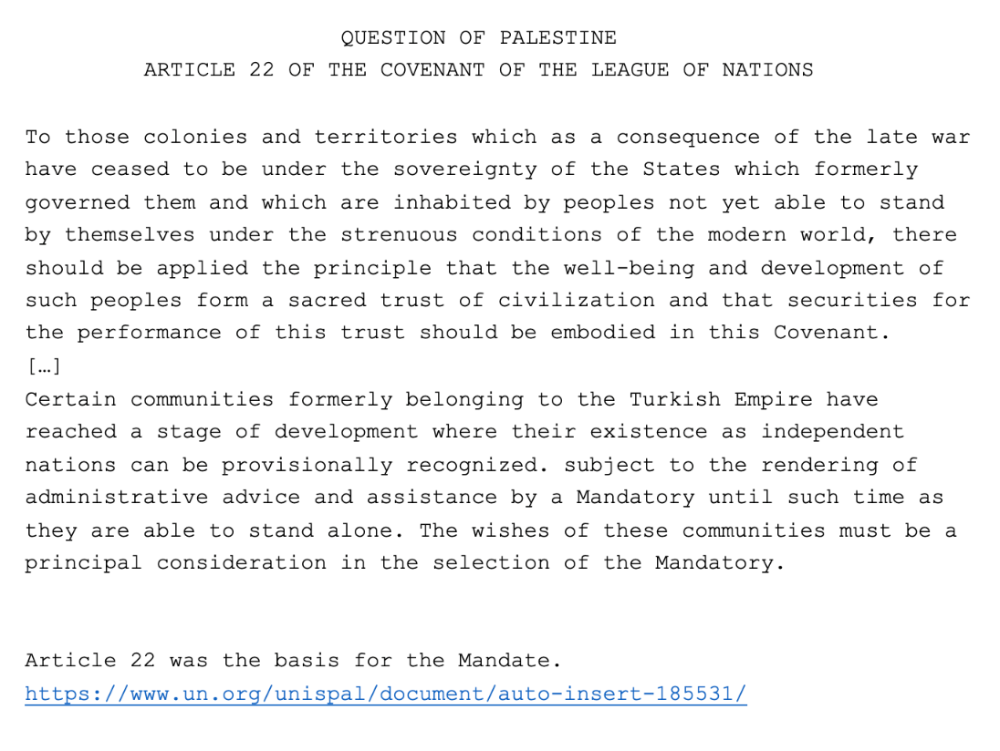 QUESTION OF PALESTINE
ARTICLE 22 OF THE COVENANT OF THE LEAGUE OF NATIONS
To those colonies and territories which as a consequence of the late war
have ceased to be under the sovereignty of the States which formerly
governed them and which are inhabited by peoples not yet able to stand
by themselves under the strenuous conditions of the modern world, there
should be applied the principle that the well-being and development of
such peoples form a sacred trust of civilization and that securities for
the performance of this trust should be embodied in this Covenant.
[…]
Certain communities formerly belonging to the Turkish Empire have
reached a stage of development where their existence as independent
nations can be provisionally recognized. subject to the rendering of
administrative advice and assistance by a Mandatory until such time as
they are able to stand alone. The wishes of these communities must be a
principal consideration in the selection of the Mandatory.
Article 22 was the basis for the Mandate.
https://www.un.org/unispal/document/auto-insert-185531/